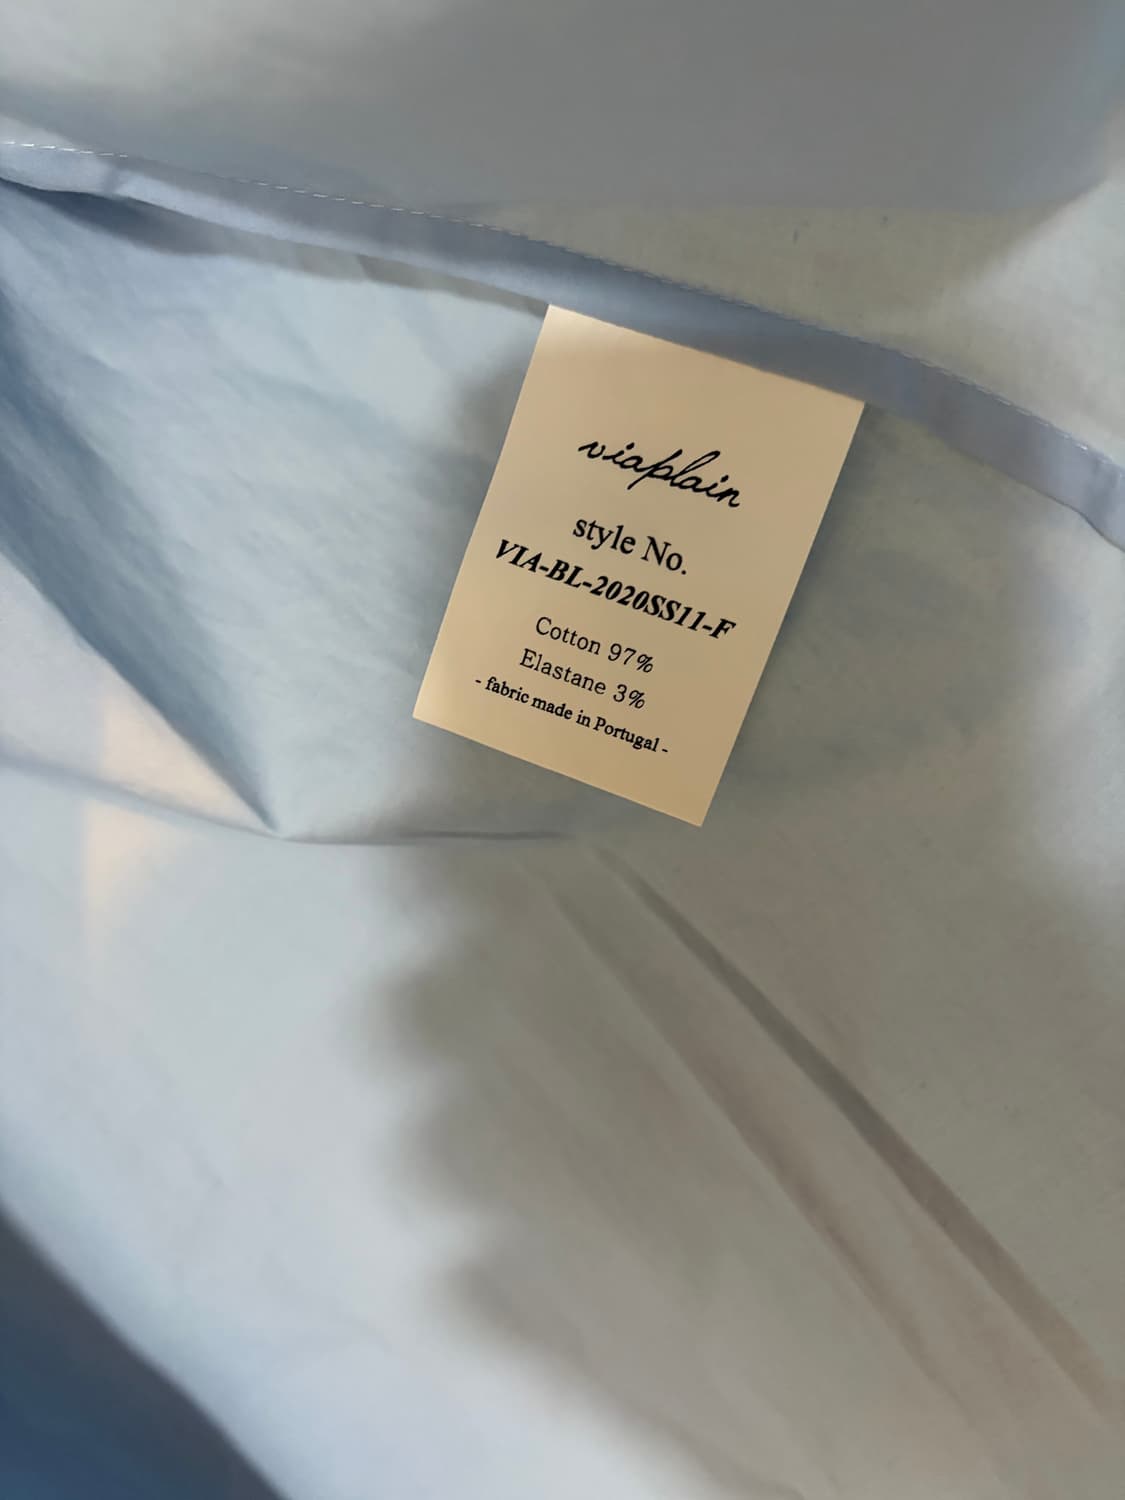 viaplain
style No.
VIA-BL-2020SS11-F
Cotton 97%
Elastane 3%
- fabric made in Portugal -